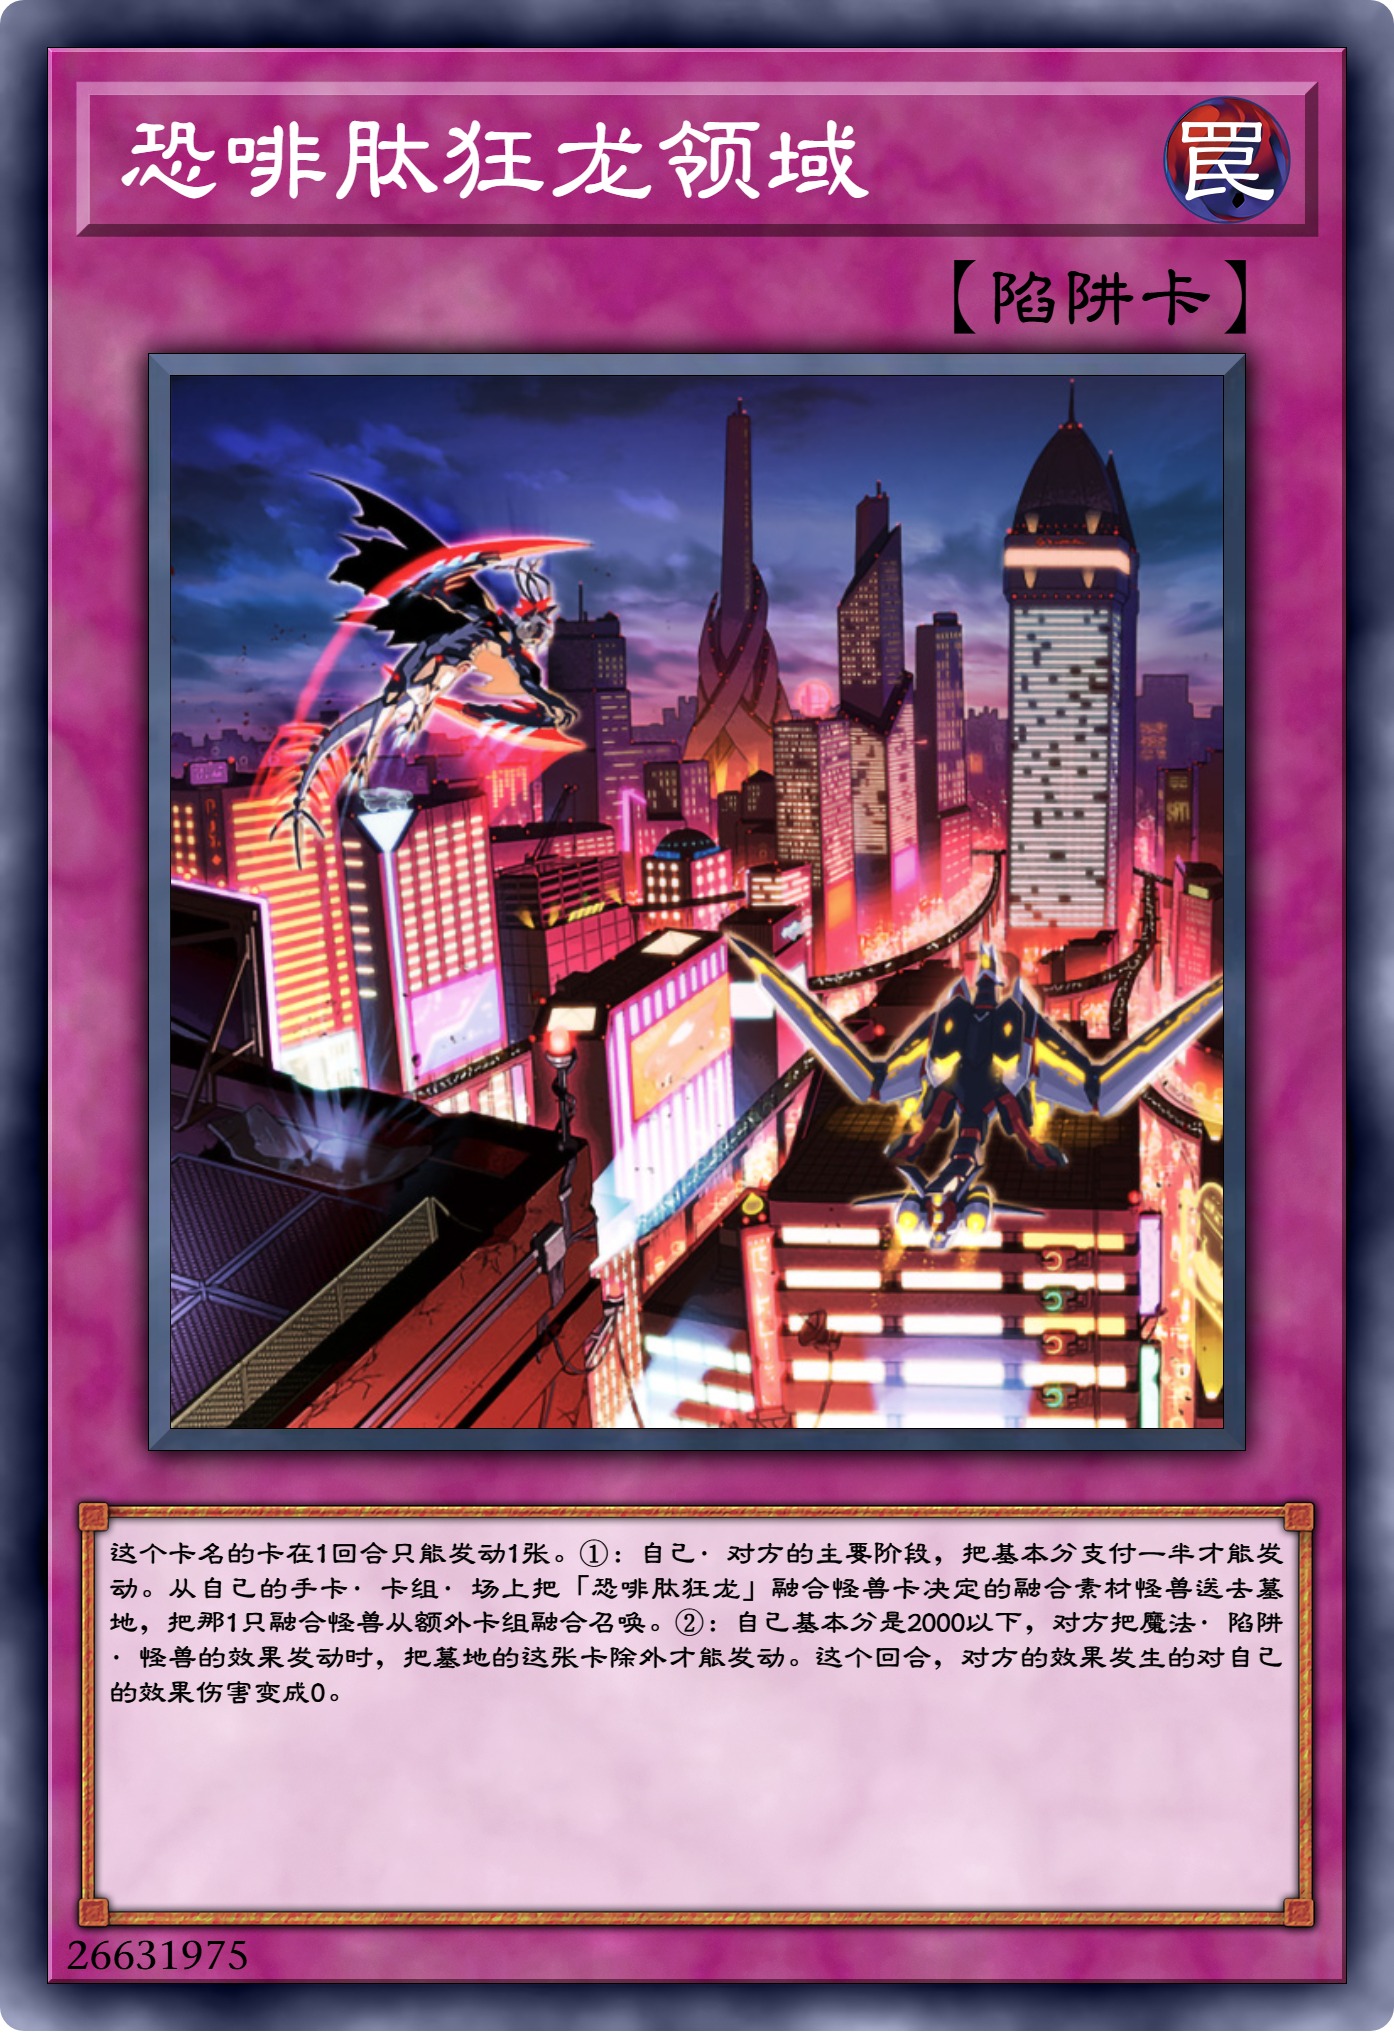 恐啡肽狂龙领域
罠
【陷阱卡】
这个卡名的卡在1回合只能发动1张。①：自己·对方的主要阶段，把基本分支付一半才能发
动。从自己的手卡·卡组·场上把「恐啡肽狂龙」融合怪兽卡决定的融合素材怪兽送去墓
地，把那1只融合怪兽从额外卡组融合召唤。②：自己基本分是2000以下，对方把魔法·陷阱
·怪兽的效果发动时，把墓地的这张卡除外才能发动。这个回合，对方的效果发生的对自己
的效果伤害变成0。
26631975